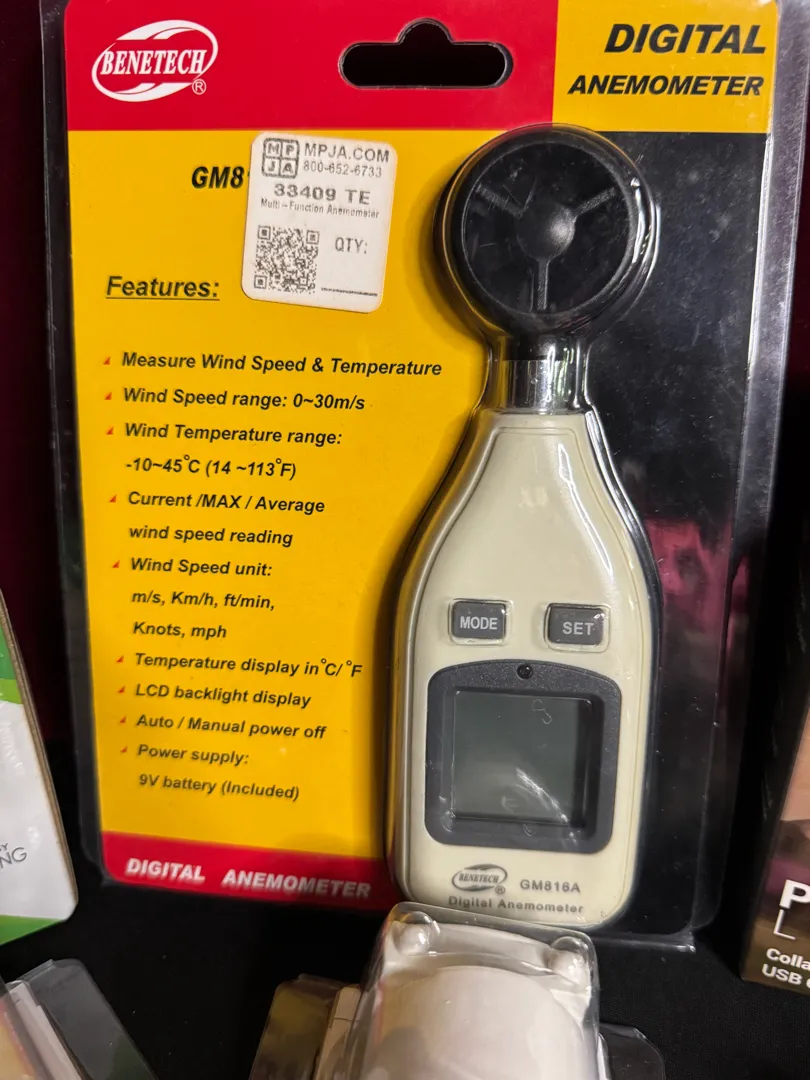 BENETECH®
DIGITAL
ANEMOMETER
GM8
MPJA
MPJA.COM
800-652-6733
33409 TE
Multi-Function Anemometer
QTY:
Features:
Measure Wind Speed & Temperature
Wind Speed range: 0~30m/s
Wind Temperature range:
-10~45°C (14 ~113°F)
Current /MAX / Average
wind speed reading
Wind Speed unit:
m/s, Km/h, ft/min,
Knots, mph
Temperature display in°C/°F
LCD backlight display
Auto / Manual power off
Power supply:
9V battery (Included)
DIGITAL ANEMOMETER
MODE
SET
BENETECH®
GM816A
Digital Anemometer
NG
P
L
Colla
USB